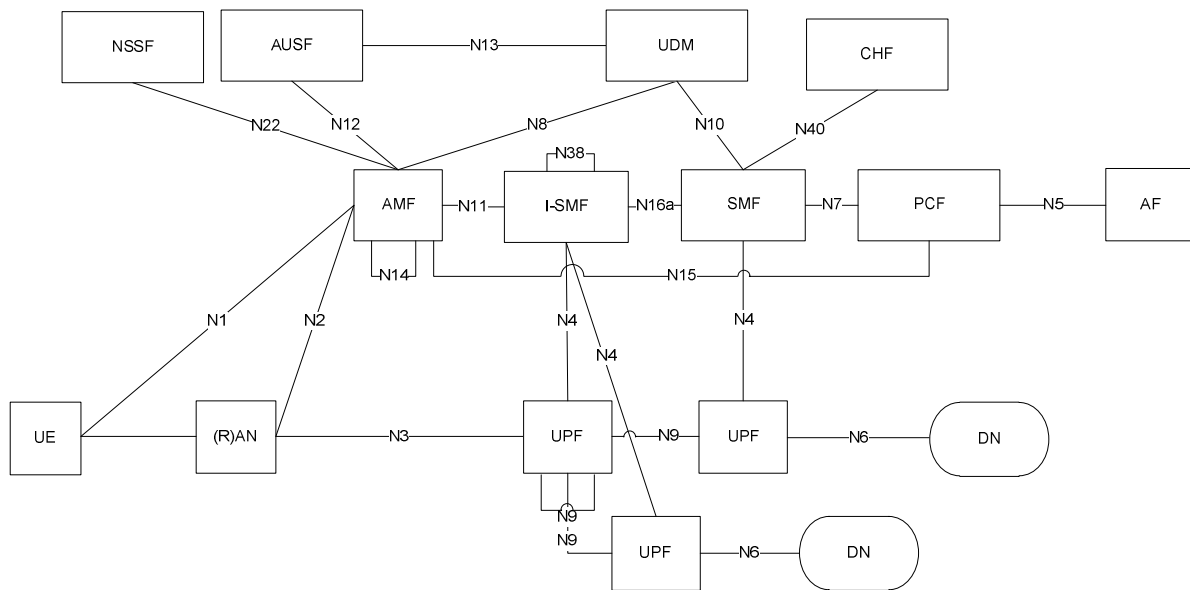 NSSF
AUSF
N13
UDM
CHF
N22
N12
N8
N10
N40
N38
AMF
N11
I-SMF
N16a
SMF
N7
PCF
N5
AF
N14
N15
N1
N2
N4
N4
N4
UE
(R)AN
N3
UPF
N9
UPF
N6
DN
N9
N9
UPF
N6
DN